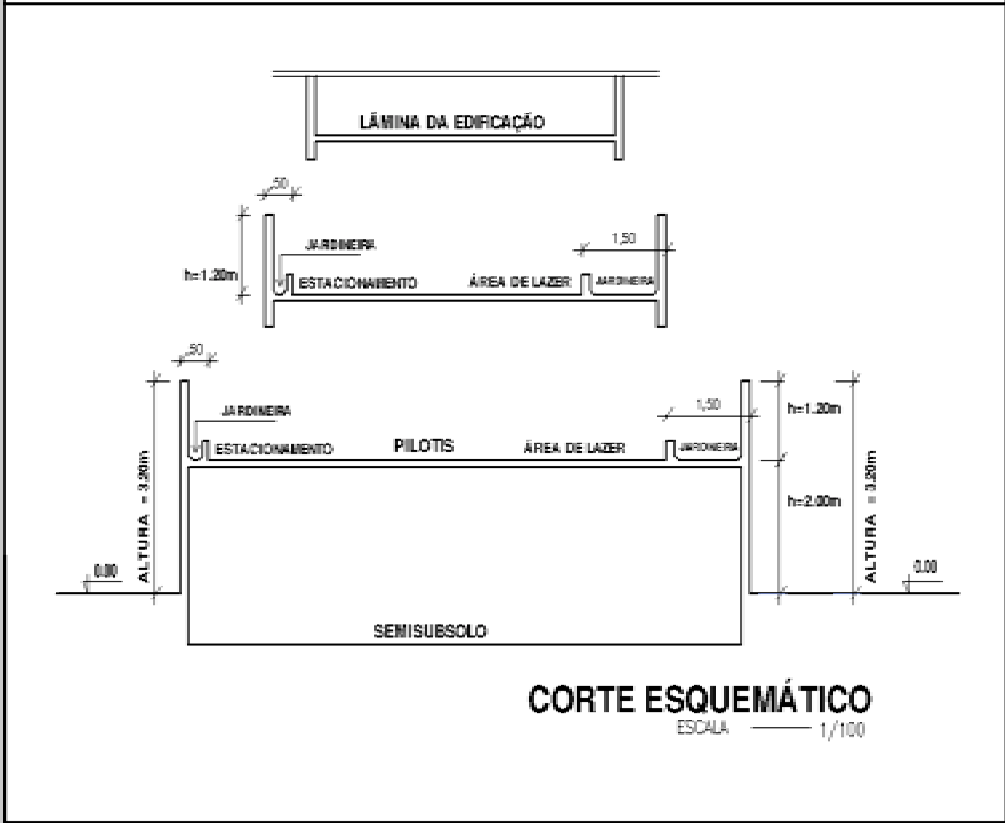 LÂMINA DA EDIFICAÇÃO
,50
1,50
JARDINEIRA
h=1.20m
ESTACIONAMENTO
ÁREA DE LAZER
JARDINEIRA
,50
1,50
h=1.20m
JARDINEIRA
ESTACIONAMENTO
PILOTIS
ÁREA DE LAZER
JARDINEIRA
ALTURA = 3.20m
h=2.00m
ALTURA = 3.20m
0.00
0.00
SEMISUBSOLO
CORTE ESQUEMÁTICO
ESCALA 1/100